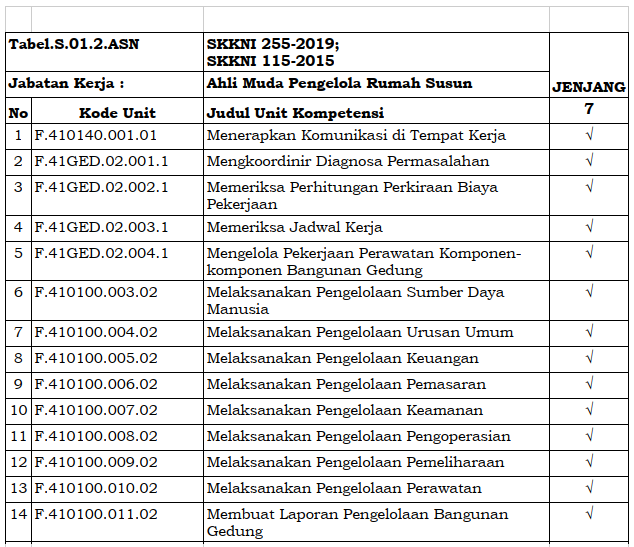 Tabel.S.01.2.ASN SKKNI 255-2019;
SKKNI 115-2015
Jabatan Kerja : Ahli Muda Pengelola Rumah Susun JENJANG
No Kode Unit Judul Unit Kompetensi 7
1 F.410140.001.01 Menerapkan Komunikasi di Tempat Kerja √
2 F.41GED.02.001.1 Mengkoordinir Diagnosa Permasalahan √
3 F.41GED.02.002.1 Memeriksa Perhitungan Perkiraan Biaya √
Pekerjaan
4 F.41GED.02.003.1 Memeriksa Jadwal Kerja √
5 F.41GED.02.004.1 Mengelola Pekerjaan Perawatan Komponen- √
komponen Bangunan Gedung
6 F.410100.003.02 Melaksanakan Pengelolaan Sumber Daya √
Manusia
7 F.410100.004.02 Melaksanakan Pengelolaan Urusan Umum √
8 F.410100.005.02 Melaksanakan Pengelolaan Keuangan √
9 F.410100.006.02 Melaksanakan Pengelolaan Pemasaran √
10 F.410100.007.02 Melaksanakan Pengelolaan Keamanan √
11 F.410100.008.02 Melaksanakan Pengelolaan Pengoperasian √
12 F.410100.009.02 Melaksanakan Pengelolaan Pemeliharaan √
13 F.410100.010.02 Melaksanakan Pengelolaan Perawatan √
14 F.410100.011.02 Membuat Laporan Pengelolaan Bangunan √
Gedung